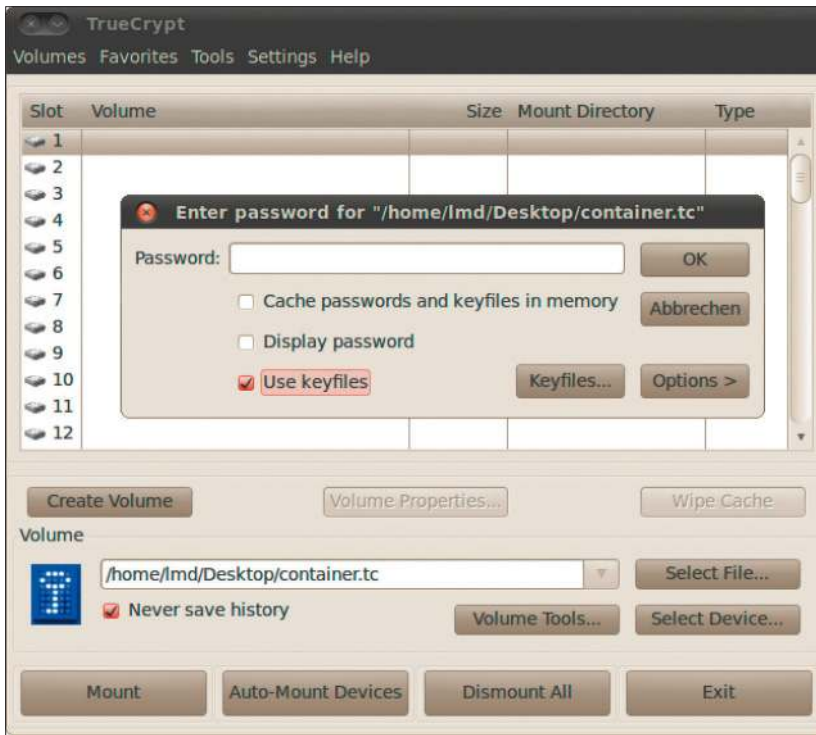 TrueCrypt
Volumes Favorites Tools Settings Help
Slot Volume Size Mount Directory Type
1
2
3
4
5
6
7
8
9
10
11
12
Enter password for "/home/lmd/Desktop/container.tc"
Password: OK
Cache passwords and keyfiles in memory Abbrechen
Display password
Use keyfiles Keyfiles... Options >
Create Volume Volume Properties... Wipe Cache
Volume
/home/lmd/Desktop/container.tc Select File...
Never save history Volume Tools... Select Device...
Mount Auto-Mount Devices Dismount All Exit